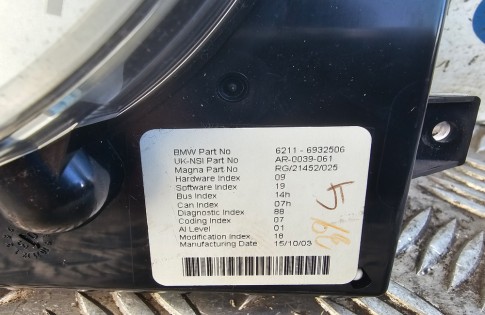 BMW Part No 6211 - 6932506
UK-NSI Part No AR-0039-061
Magna Part No RG/21452/025
Hardware Index 09
Software Index 19
Bus Index 14h
Can Index 07h
Diagnostic Index 88
Coding Index 07
AI Level 01
Modification Index 18
Manufacturing Date 15/10/03